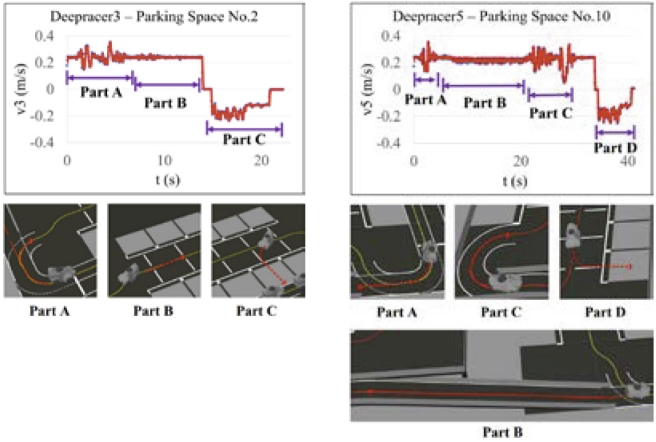 Deepracer3 – Parking Space No.2
0.4
0.2
0
-0.2
-0.4
v3 (m/s)
Part A
Part B
Part C
0
10
20
t (s)
Part A
Part B
Part C
Deepracer5 – Parking Space No.10
0.4
0.2
0
-0.2
-0.4
v5 (m/s)
Part A
Part B
Part C
Part D
0
20
40
t (s)
Part A
Part C
Part D
Part B